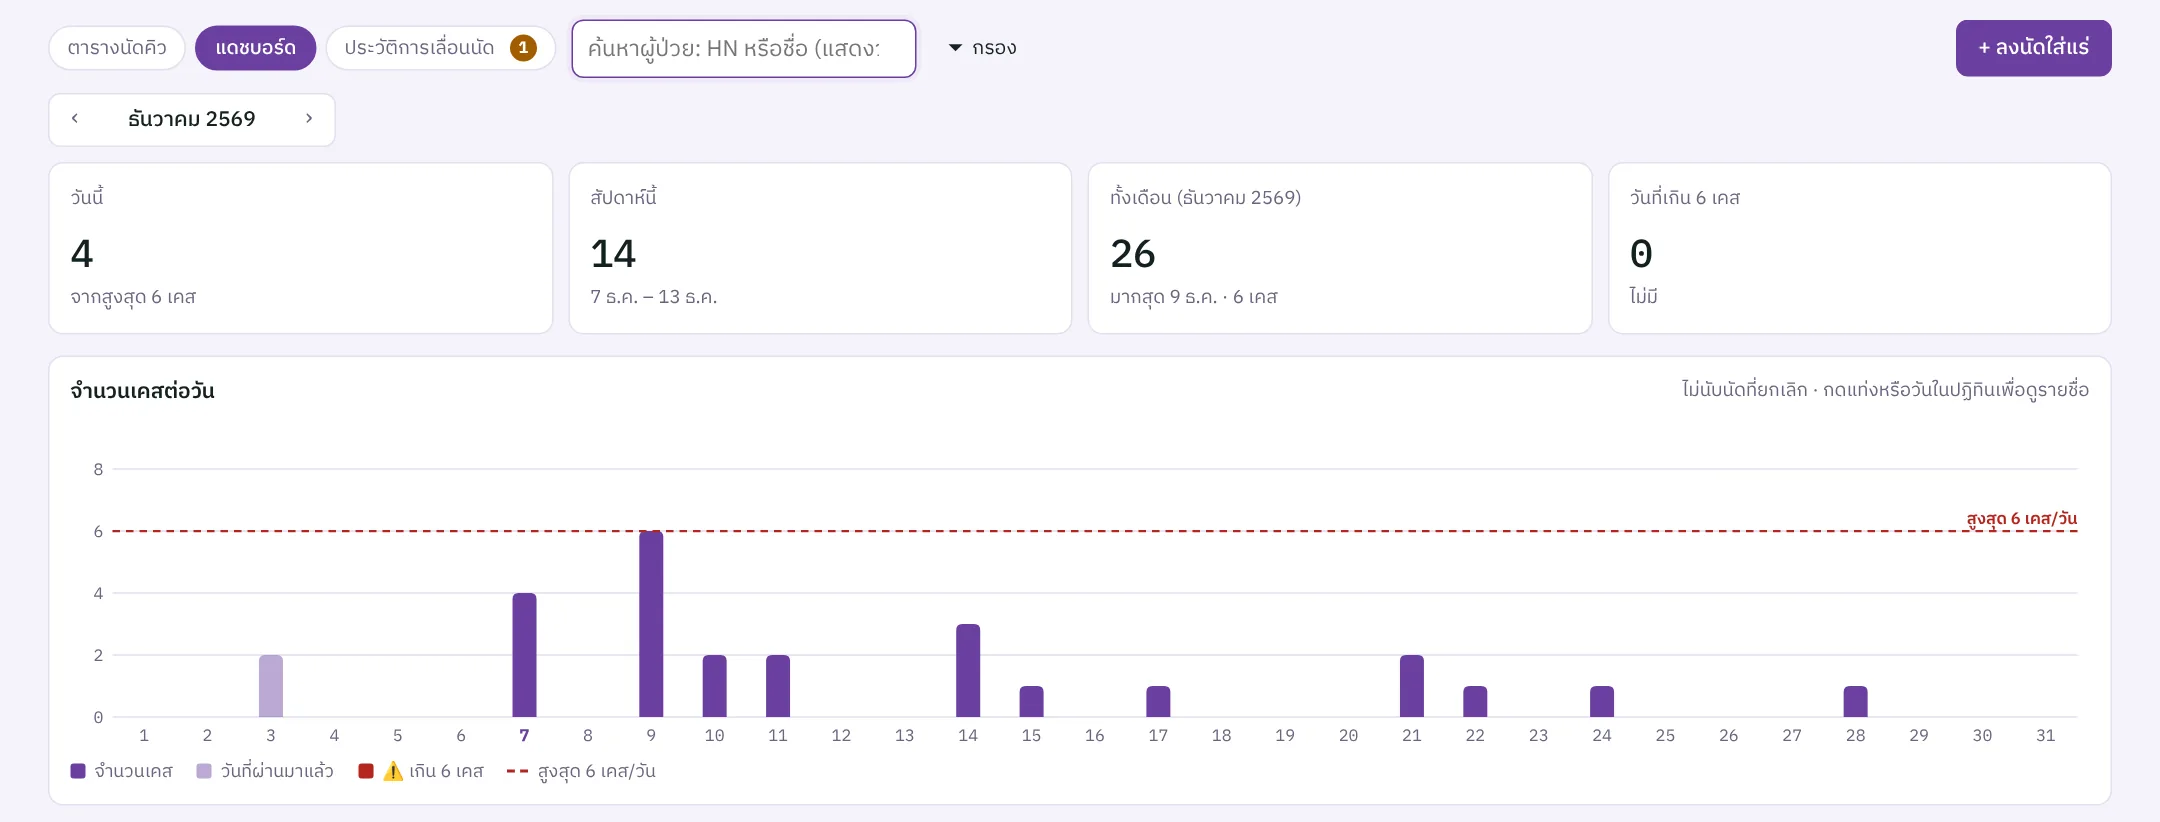 ตารางนัดคิว
แดชบอร์ด
ประวัติการเลื่อนนัด 1
ค้นหาผู้ป่วย: HN หรือชื่อ (แสดง
กรอง
+ ลงนัดใส่แร่
‹ ธันวาคม 2569 ›
วันนี้
4
จากสูงสุด 6 เคส
สัปดาห์นี้
14
7 ธ.ค. – 13 ธ.ค.
ทั้งเดือน (ธันวาคม 2569)
26
มากสุด 9 ธ.ค. · 6 เคส
วันที่เกิน 6 เคส
0
ไม่มี
จำนวนเคสต่อวัน
ไม่นับนัดที่ยกเลิก · กดแท่งหรือวันในปฏิทินเพื่อดูรายชื่อ
8
สูงสุด 6 เคส/วัน
6
4
2
0
1 2 3 4 5 6 7 8 9 10 11 12 13 14 15 16 17 18 19 20 21 22 23 24 25 26 27 28 29 30 31
จำนวนเคส วันที่ผ่านมาแล้ว ⚠️ เกิน 6 เคส สูงสุด 6 เคส/วัน